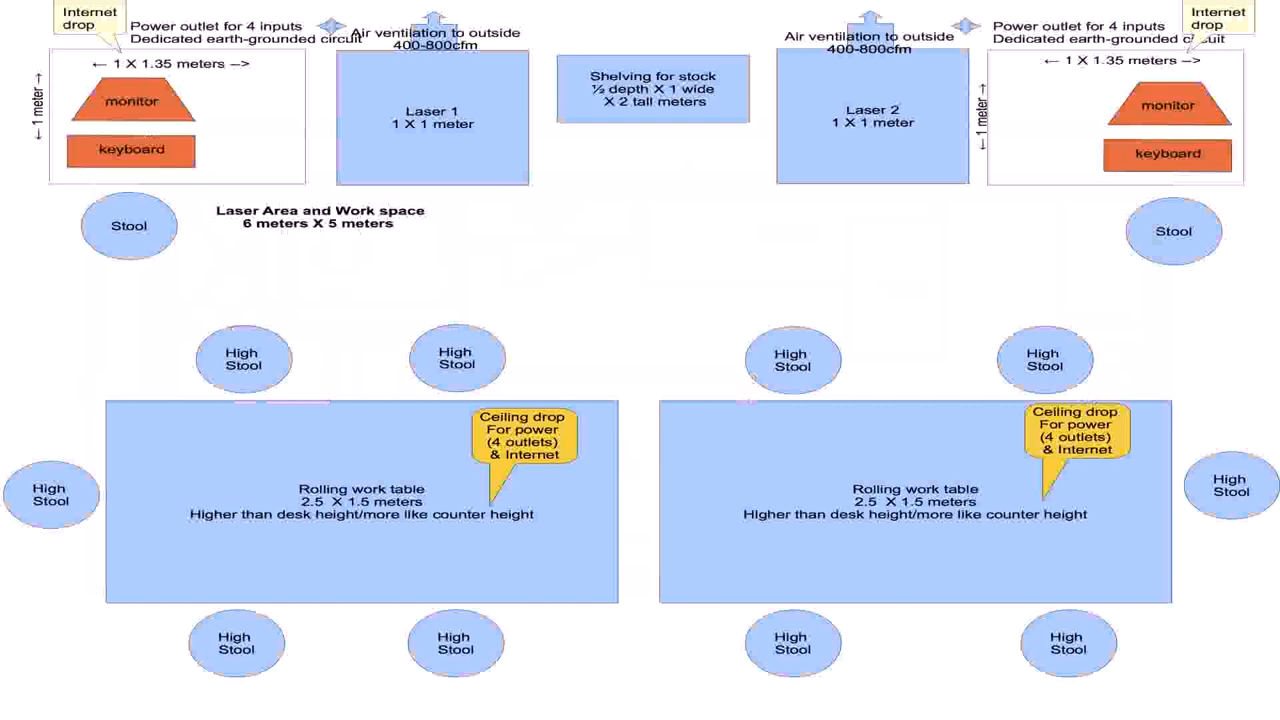 Internet
drop
Power outlet for 4 inputs
Dedicated earth-grounded circuit
Air ventilation to outside
400-800cfm
Air ventilation to outside
400-800cfm
Power outlet for 4 inputs
Dedicated earth-grounded circuit
Internet
drop
← 1 X 1.35 meters –>
← 1 meter →
monitor
keyboard
Laser 1
1 X 1 meter
Shelving for stock
½ depth X 1 wide
X 2 tall meters
Laser 2
1 X 1 meter
← 1 meter →
← 1 X 1.35 meters –>
monitor
keyboard
Stool
Laser Area and Work space
6 meters X 5 meters
Stool
High
Stool
High
Stool
High
Stool
High
Stool
Ceiling drop
For power
(4 outlets)
& Internet
Ceiling drop
For power
(4 outlets)
& Internet
High
Stool
Rolling work table
2.5 X 1.5 meters
Higher than desk height/more like counter height
Rolling work table
2.5 X 1.5 meters
Higher than desk height/more like counter height
High
Stool
High
Stool
High
Stool
High
Stool
High
Stool